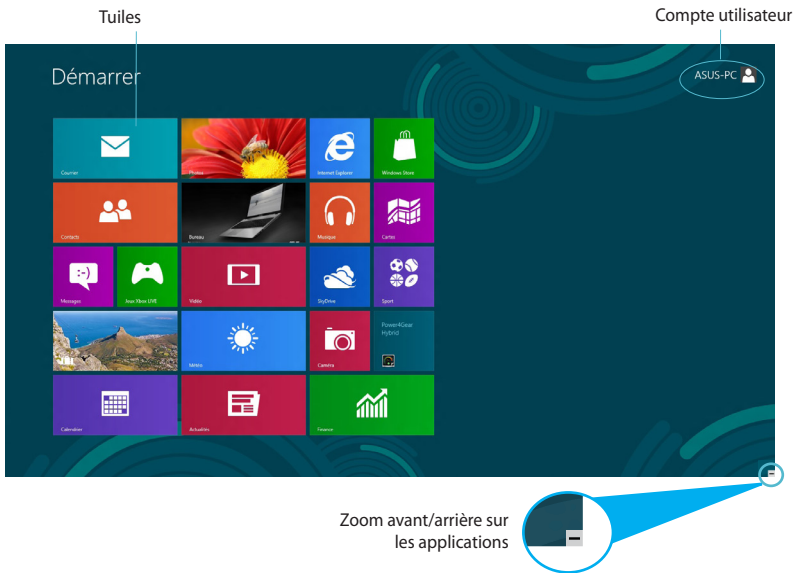 Tuiles
Compte utilisateur
Démarrer
ASUS-PC
Courrier
Photos
Internet Explorer
Windows Store
Contacts
Bureau
Musique
Cartes
Messages
Jeux Xbox LIVE
Vidéo
SkyDrive
Sport
Météo
Caméra
Power4Gear
Hybrid
Calendrier
Actualités
Finance
Zoom avant/arrière sur
les applications